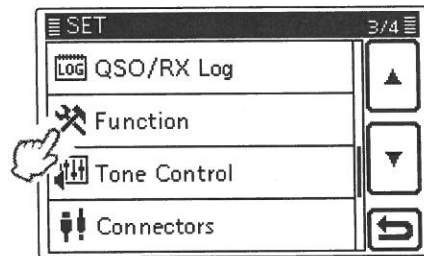 SET 3/4
LOG QSO/RX Log
Function
Tone Control
Connectors